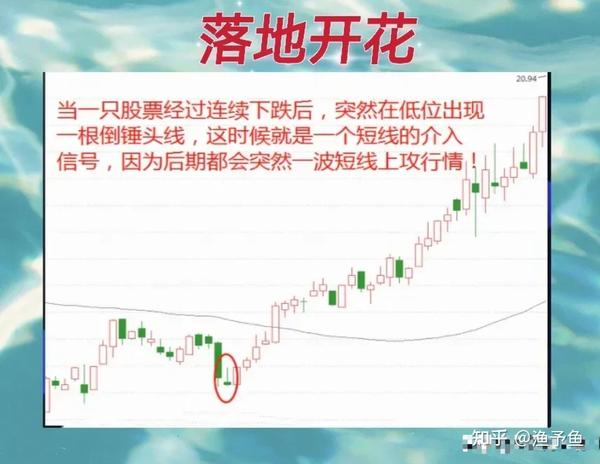 落地开花
20.94
当一只股票经过连续下跌后，突然在低位出现
一根倒锤头线，这时候就是一个短线的介入
信号，因为后期都会突然一波短线上攻行情！
知乎 @渔予鱼